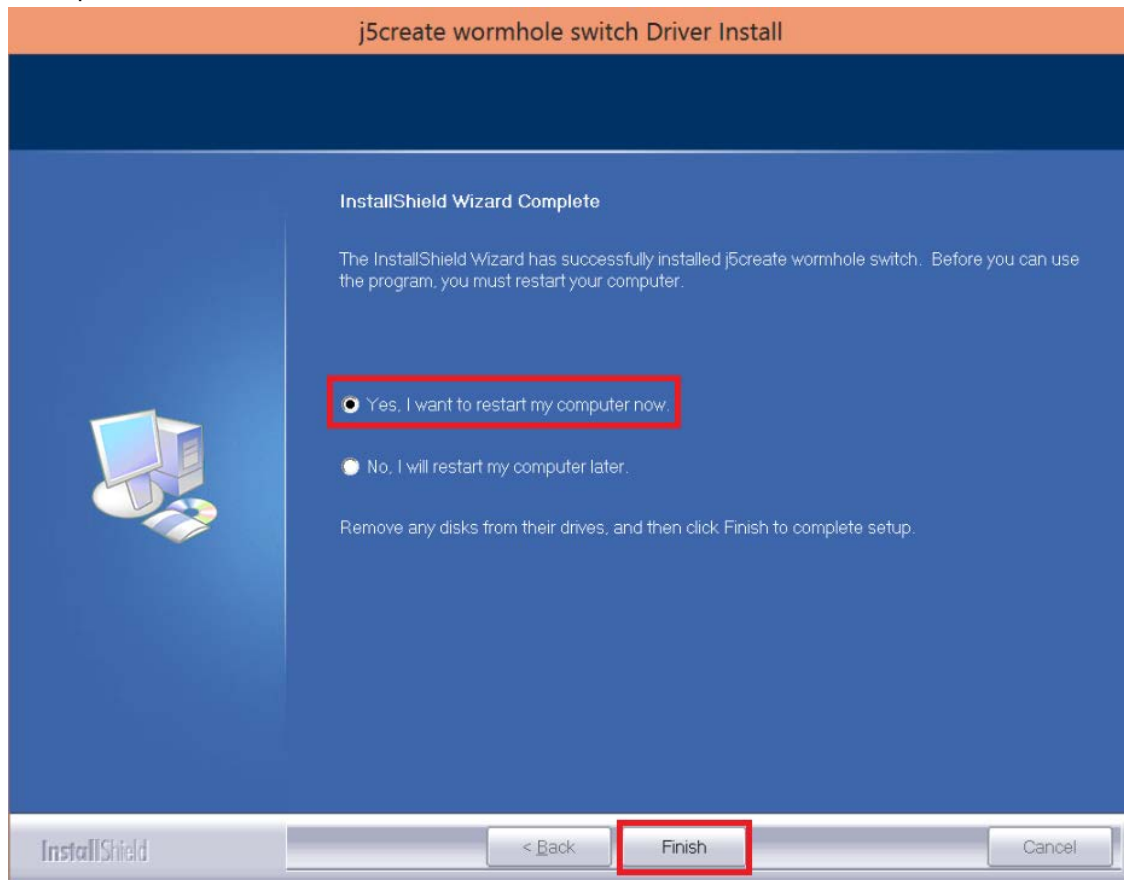 j5create wormhole switch Driver Install
InstallShield Wizard Complete
The InstallShield Wizard has successfully installed j5create wormhole switch. Before you can use
the program, you must restart your computer.
Yes, I want to restart my computer now.
No, I will restart my computer later.
Remove any disks from their drives, and then click Finish to complete setup.
InstallShield
< Back
Finish
Cancel